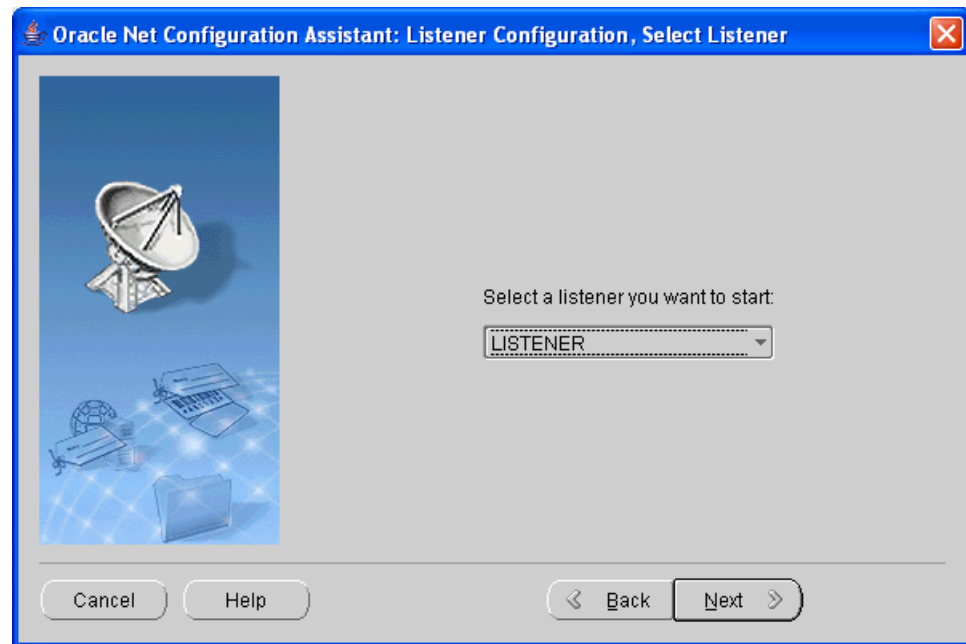 Oracle Net Configuration Assistant: Listener Configuration, Select Listener
Select a listener you want to start:
LISTENER
Cancel
Help
Back
Next